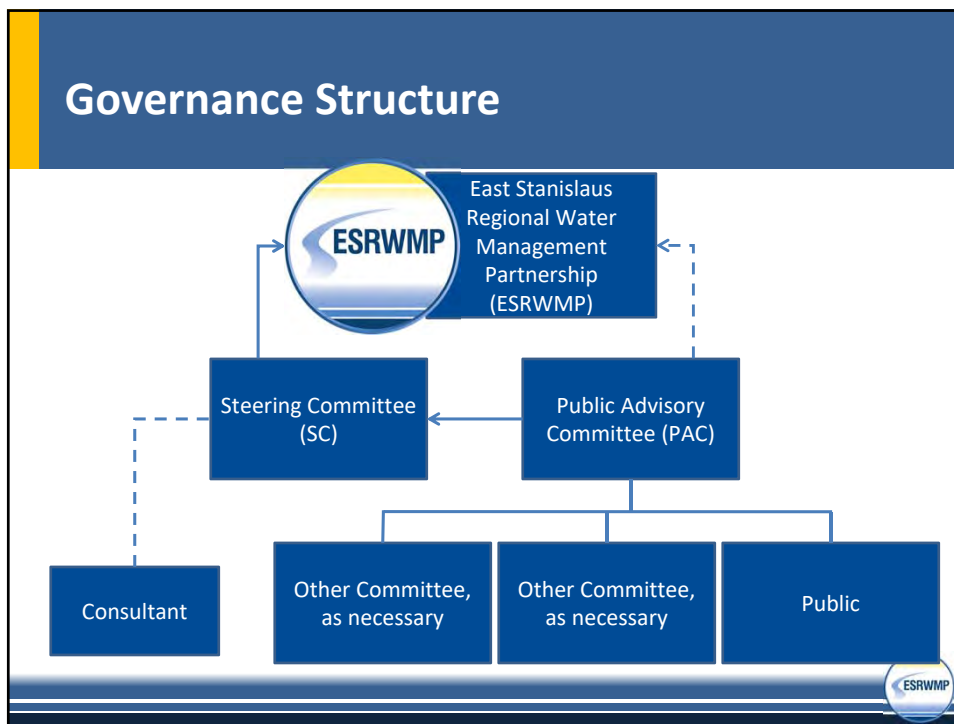 Governance Structure
ESRWMP
East Stanislaus
Regional Water
Management
Partnership
(ESRWMP)
Steering Committee
(SC)
Public Advisory
Committee (PAC)
Consultant
Other Committee,
as necessary
Other Committee,
as necessary
Public
ESRWMP